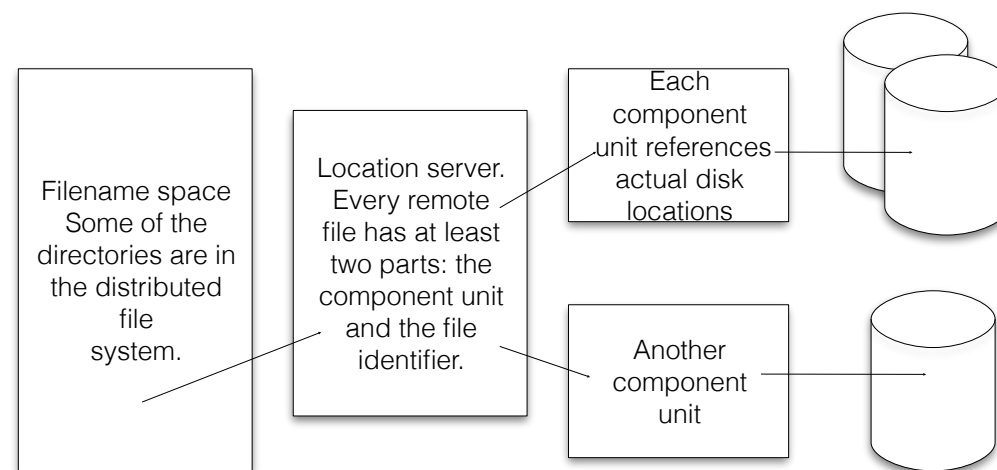 Filename space
Some of the
directories are in
the distributed
file
system.
Location server.
Every remote
file has at least
two parts: the
component unit
and the file
identifier.
Each
component
unit references
actual disk
locations
Another
component
unit